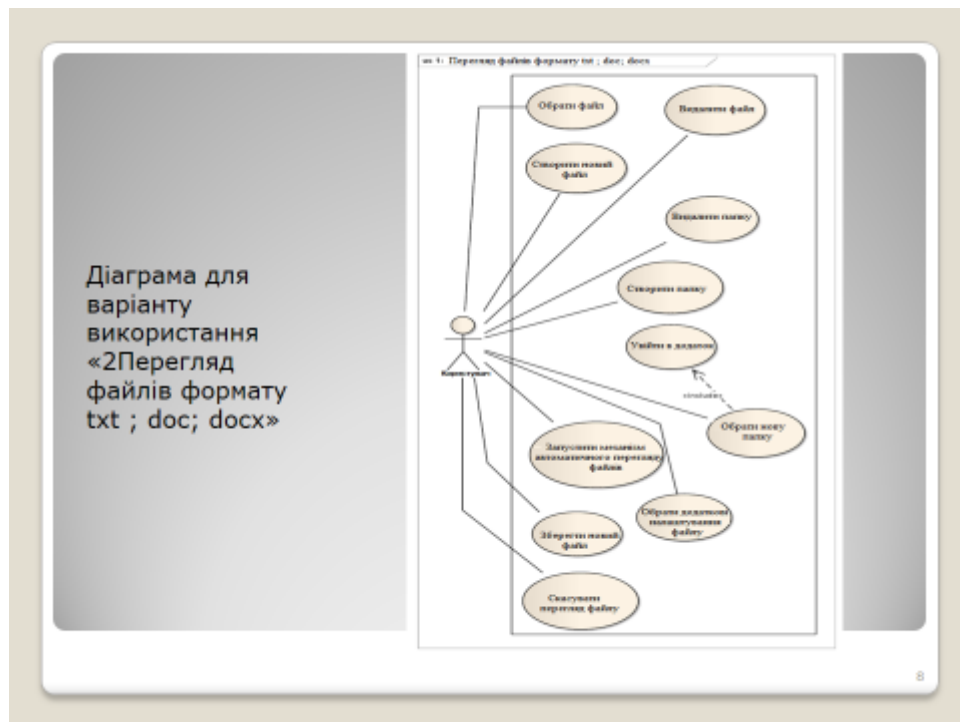 Діаграма для
варіанту
використання
«2Перегляд
файлів формату
txt ; doc; docx»
Перегляд файлів формату txt ; doc; docx
Обрати файл
Видалити файл
Створити новий
файл
Видалити папку
Створити папку
Увійти в додаток
Користувач
«include»
Обрати нову
папку
Запустити механізм
автоматичного перегляду
файлів
Обрати додаткові
налаштування
файлу
Зберегти новий
файл
Скасувати
перегляд файлу
8